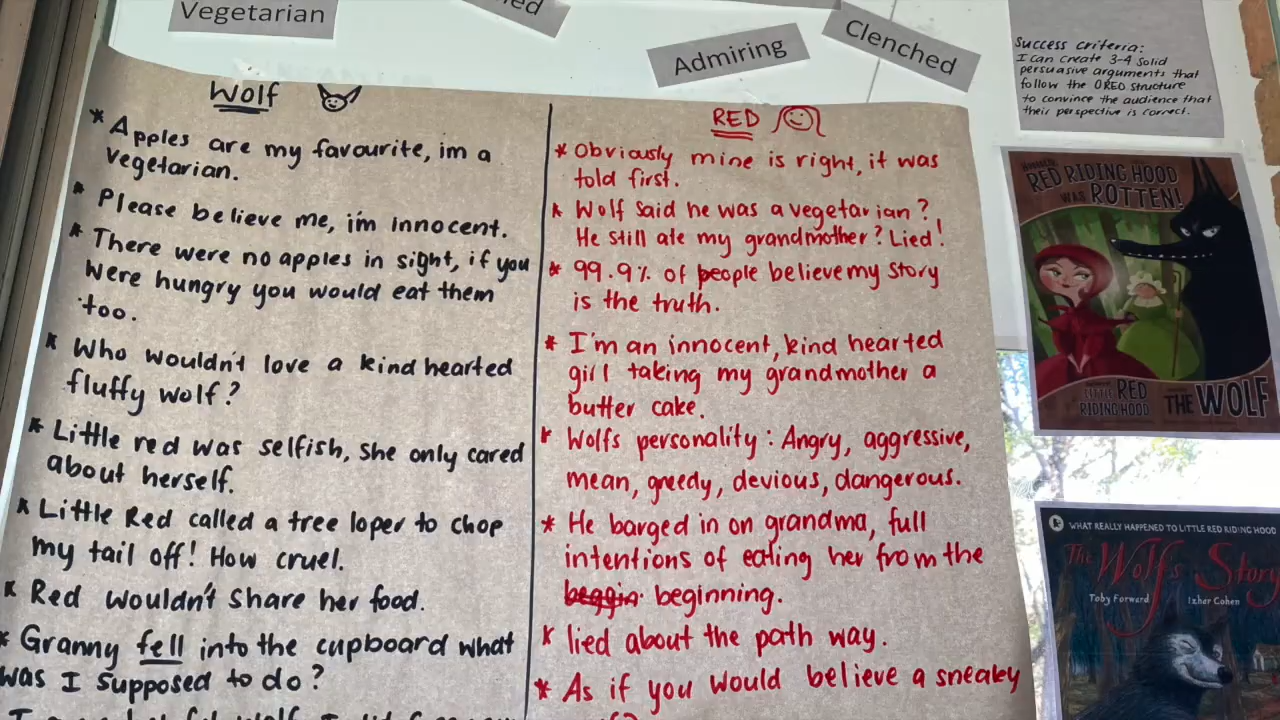 Vegetarian
ed
Admiring
Clenched
Success criteria:
I can create 3-4 solid
persuasive arguments that
follow the OREO structure
to convince the audience that
their perspective is correct.
Wolf
* Apples are my favourite, im a
vegetarian.
* Please believe me, i'm innocent.
* There were no apples in sight, if you
were hungry you would eat them
too.
* Who wouldn't love a kind hearted
fluffy wolf?
* Little red was selfish, she only cared
about herself.
* Little Red called a tree loper to chop
my tail off! How cruel.
* Red wouldn't share her food.
* Granny fell into the cupboard what
was I supposed to do?
RED
* Obviously mine is right, it was
told first.
* Wolf said he was a vegetarian?
He still ate my grandmother? Lied!
* 99.9% of people believe my story
is the truth.
* I'm an innocent, kind hearted
girl taking my grandmother a
butter cake.
* Wolfs personality: Angry, aggressive,
mean, greedy, devious, dangerous.
* He barged in on grandma, full
intentions of eating her from the
beggin beginning.
* lied about the path way.
* As if you would believe a sneaky
RED RIDING HOOD
WAS ROTTEN!
LITTLE RED
RIDING HOOD
THE WOLF
WHAT REALLY HAPPENED TO LITTLE RED RIDING HOOD
The Wolf's Story
Toby Forward Izhar Cohen